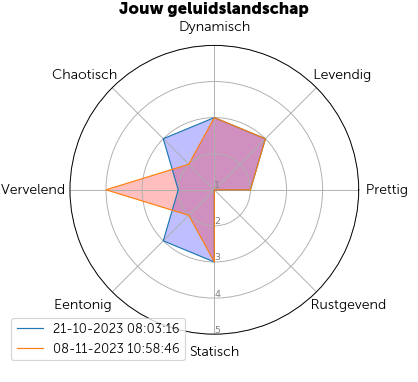 Jouw geluidslandschap
Dynamisch
Chaotisch
Levendig
Vervelend
1
Prettig
2
3
Eentonig
4
Rustgevend
5
Statisch
21-10-2023 08:03:16
08-11-2023 10:58:46